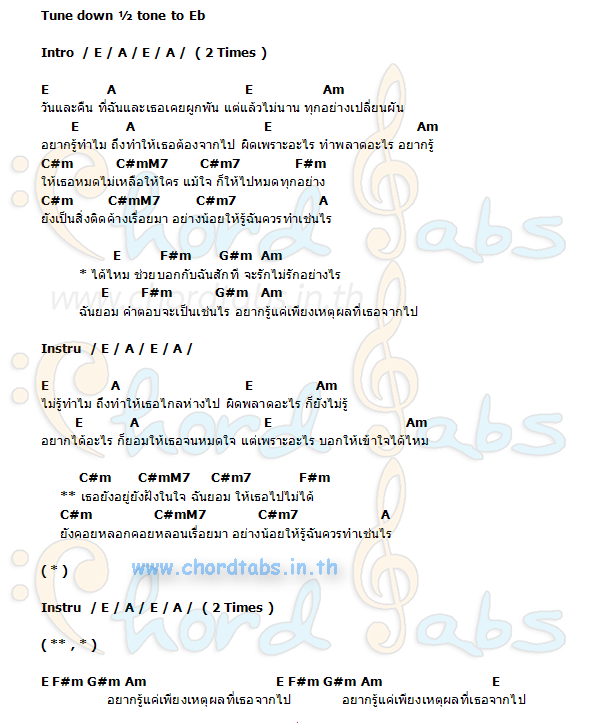 Tune down ½ tone to Eb
Intro / E / A / E / A / ( 2 Times )
E A E Am
วันและคืน ที่ฉันและเธอเคยผูกพัน แต่แล้วไม่นาน ทุกอย่างเปลี่ยนผัน
E A E Am
อยากรู้ทำไม ถึงทำให้เธอต้องจากไป ผิดเพราะอะไร ทำพลาดอะไร อยากรู้
C#m C#mM7 C#m7 F#m
ให้เธอหมดไม่เหลือให้ใคร แม้ใจ ก็ให้ไปหมดทุกอย่าง
C#m C#mM7 C#m7 A
ยังเป็นสิ่งติดค้างเรื่อยมา อย่างน้อยให้รู้ฉันควรทำเช่นไร
E F#m G#m Am
* ได้ไหม ช่วยบอกกับฉันสักที จะรักไม่รักอย่างไร
E F#m G#m Am
ฉันยอม คำตอบจะเป็นเช่นไร อยากรู้แค่เพียงเหตุผลที่เธอจากไป
Instru / E / A / E / A /
E A E Am
ไม่รู้ทำไม ถึงทำให้เธอไกลห่างไป ผิดพลาดอะไร ก็ยังไม่รู้
E A E Am
อยากได้อะไร ก็ยอมให้เธอจนหมดใจ แต่เพราะอะไร บอกให้เข้าใจได้ไหม
C#m C#mM7 C#m7 F#m
** เธอยังอยู่ยังฝังในใจ ฉันยอม ให้เธอไปไม่ได้
C#m C#mM7 C#m7 A
ยังคอยหลอกคอยหลอนเรื่อยมา อย่างน้อยให้รู้ฉันควรทำเช่นไร
( * )
www.chordtabs.in.th
Instru / E / A / E / A / ( 2 Times )
( ** , * )
E F#m G#m Am E F#m G#m Am E
อยากรู้แค่เพียงเหตุผลที่เธอจากไป อยากรู้แค่เพียงเหตุผลที่เธอจากไป